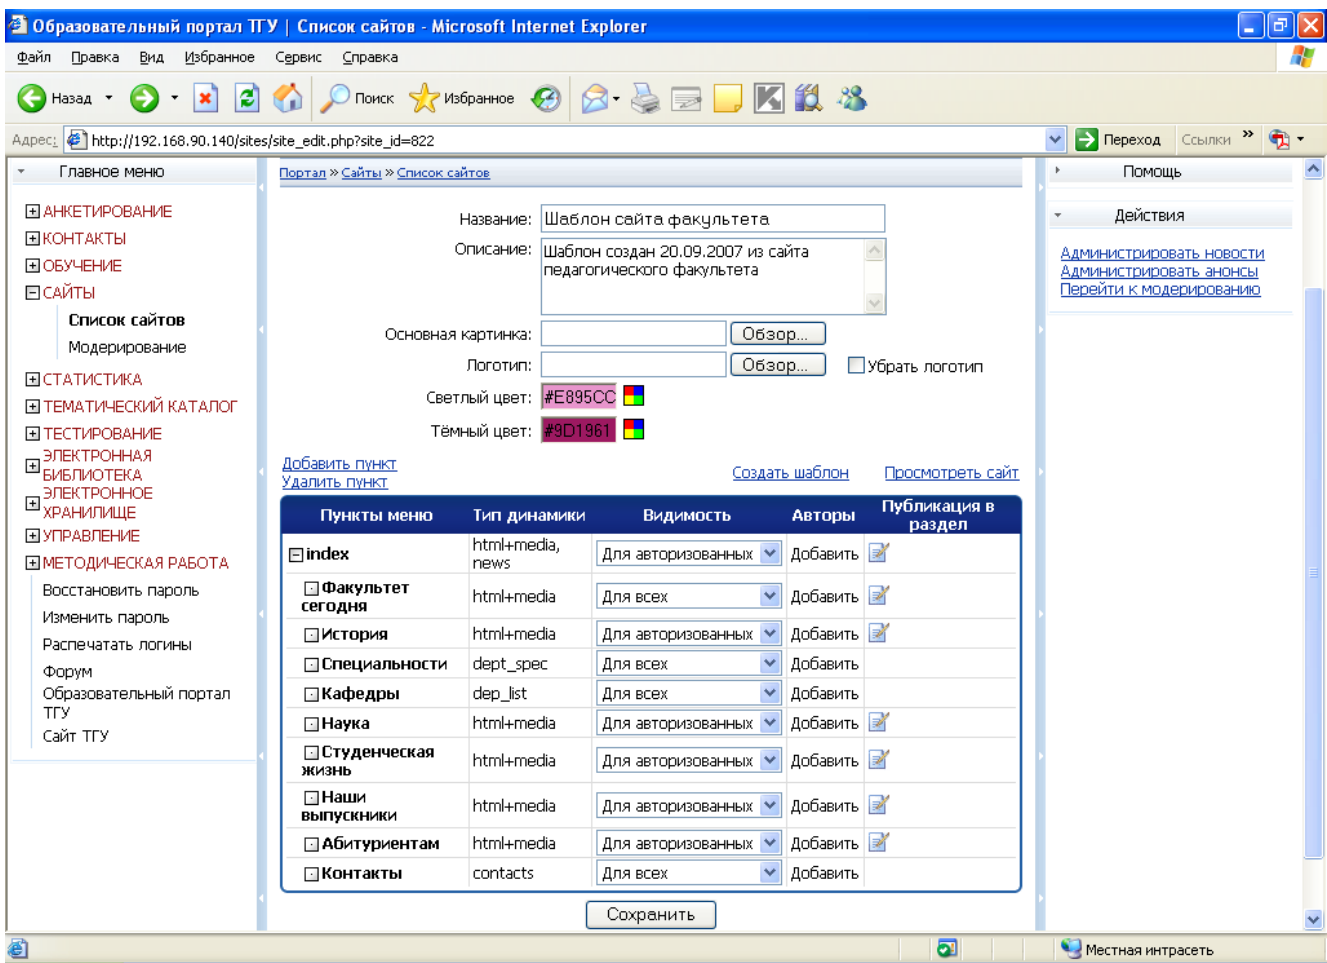 Образовательный портал ТГУ | Список сайтов - Microsoft Internet Explorer
Файл Правка Вид Избранное Сервис Справка
Назад Поиск Избранное
Адрес: http://192.168.90.140/sites/site_edit.php?site_id=822 Переход Ссылки »
Главное меню
АНКЕТИРОВАНИЕ
КОНТАКТЫ
ОБУЧЕНИЕ
САЙТЫ
Список сайтов
Модерирование
СТАТИСТИКА
ТЕМАТИЧЕСКИЙ КАТАЛОГ
ТЕСТИРОВАНИЕ
ЭЛЕКТРОННАЯ
БИБЛИОТЕКА
ЭЛЕКТРОННОЕ
ХРАНИЛИЩЕ
УПРАВЛЕНИЕ
МЕТОДИЧЕСКАЯ РАБОТА
Восстановить пароль
Изменить пароль
Распечатать логины
Форум
Образовательный портал
ТГУ
Сайт ТГУ
Портал » Сайты » Список сайтов
Название: Шаблон сайта факультета
Описание: Шаблон создан 20.09.2007 из сайта
педагогического факультета
Основная картинка: Обзор...
Логотип: Обзор... Убрать логотип
Светлый цвет: #E895CC
Тёмный цвет: #9D1961
Добавить пункт
Удалить пункт
Создать шаблон Просмотреть сайт
Пункты меню Тип динамики Видимость Авторы Публикация в
раздел
index html+media,
news Для авторизованных Добавить
Факультет
сегодня html+media Для всех Добавить
История html+media Для авторизованных Добавить
Специальности dept_spec Для всех Добавить
Кафедры dep_list Для всех Добавить
Наука html+media Для авторизованных Добавить
Студенческая
жизнь html+media Для авторизованных Добавить
Наши
выпускники html+media Для авторизованных Добавить
Абитуриентам html+media Для авторизованных Добавить
Контакты contacts Для всех Добавить
Сохранить
Помощь
Действия
Администрировать новости
Администрировать анонсы
Перейти к модерированию
Местная интрасеть